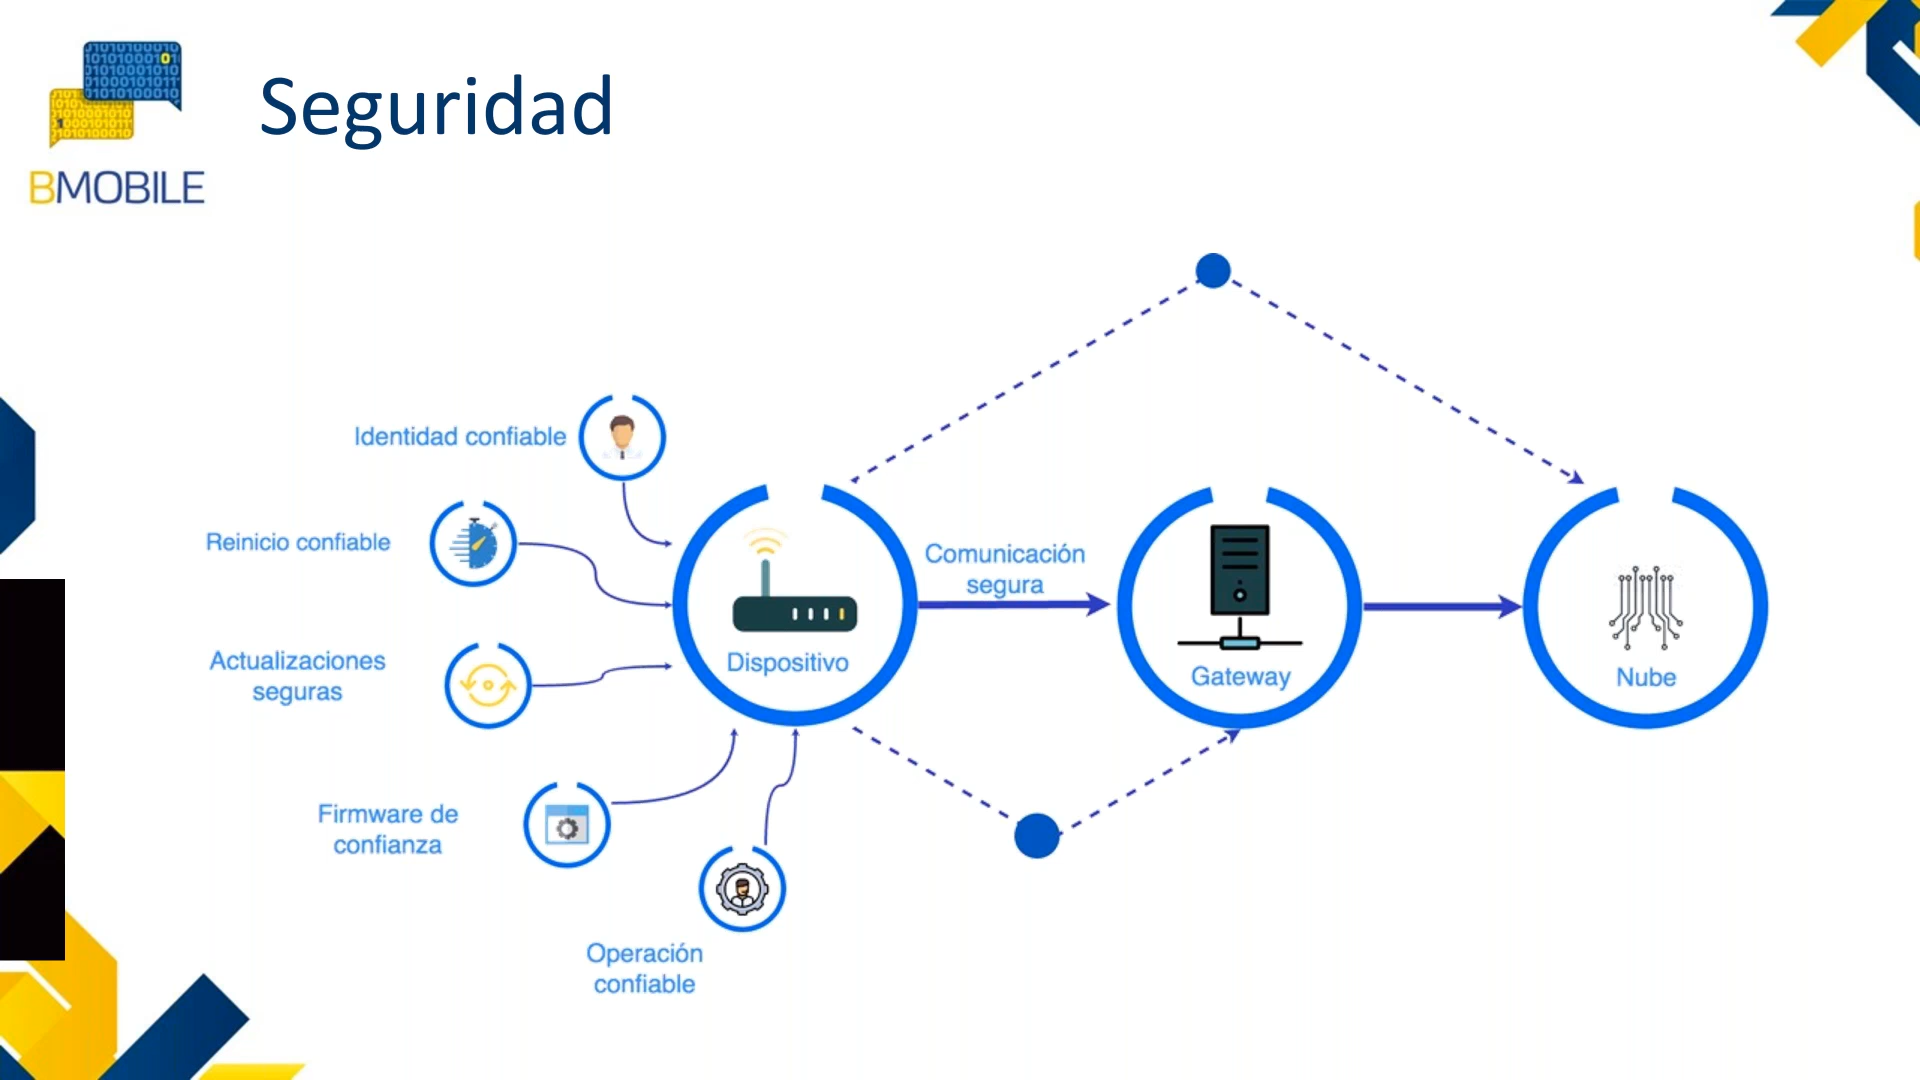 Seguridad
BMOBILE
Identidad confiable
Reinicio confiable
Comunicación
segura
Actualizaciones
seguras
Dispositivo
Gateway
Nube
Firmware de
confianza
Operación
confiable